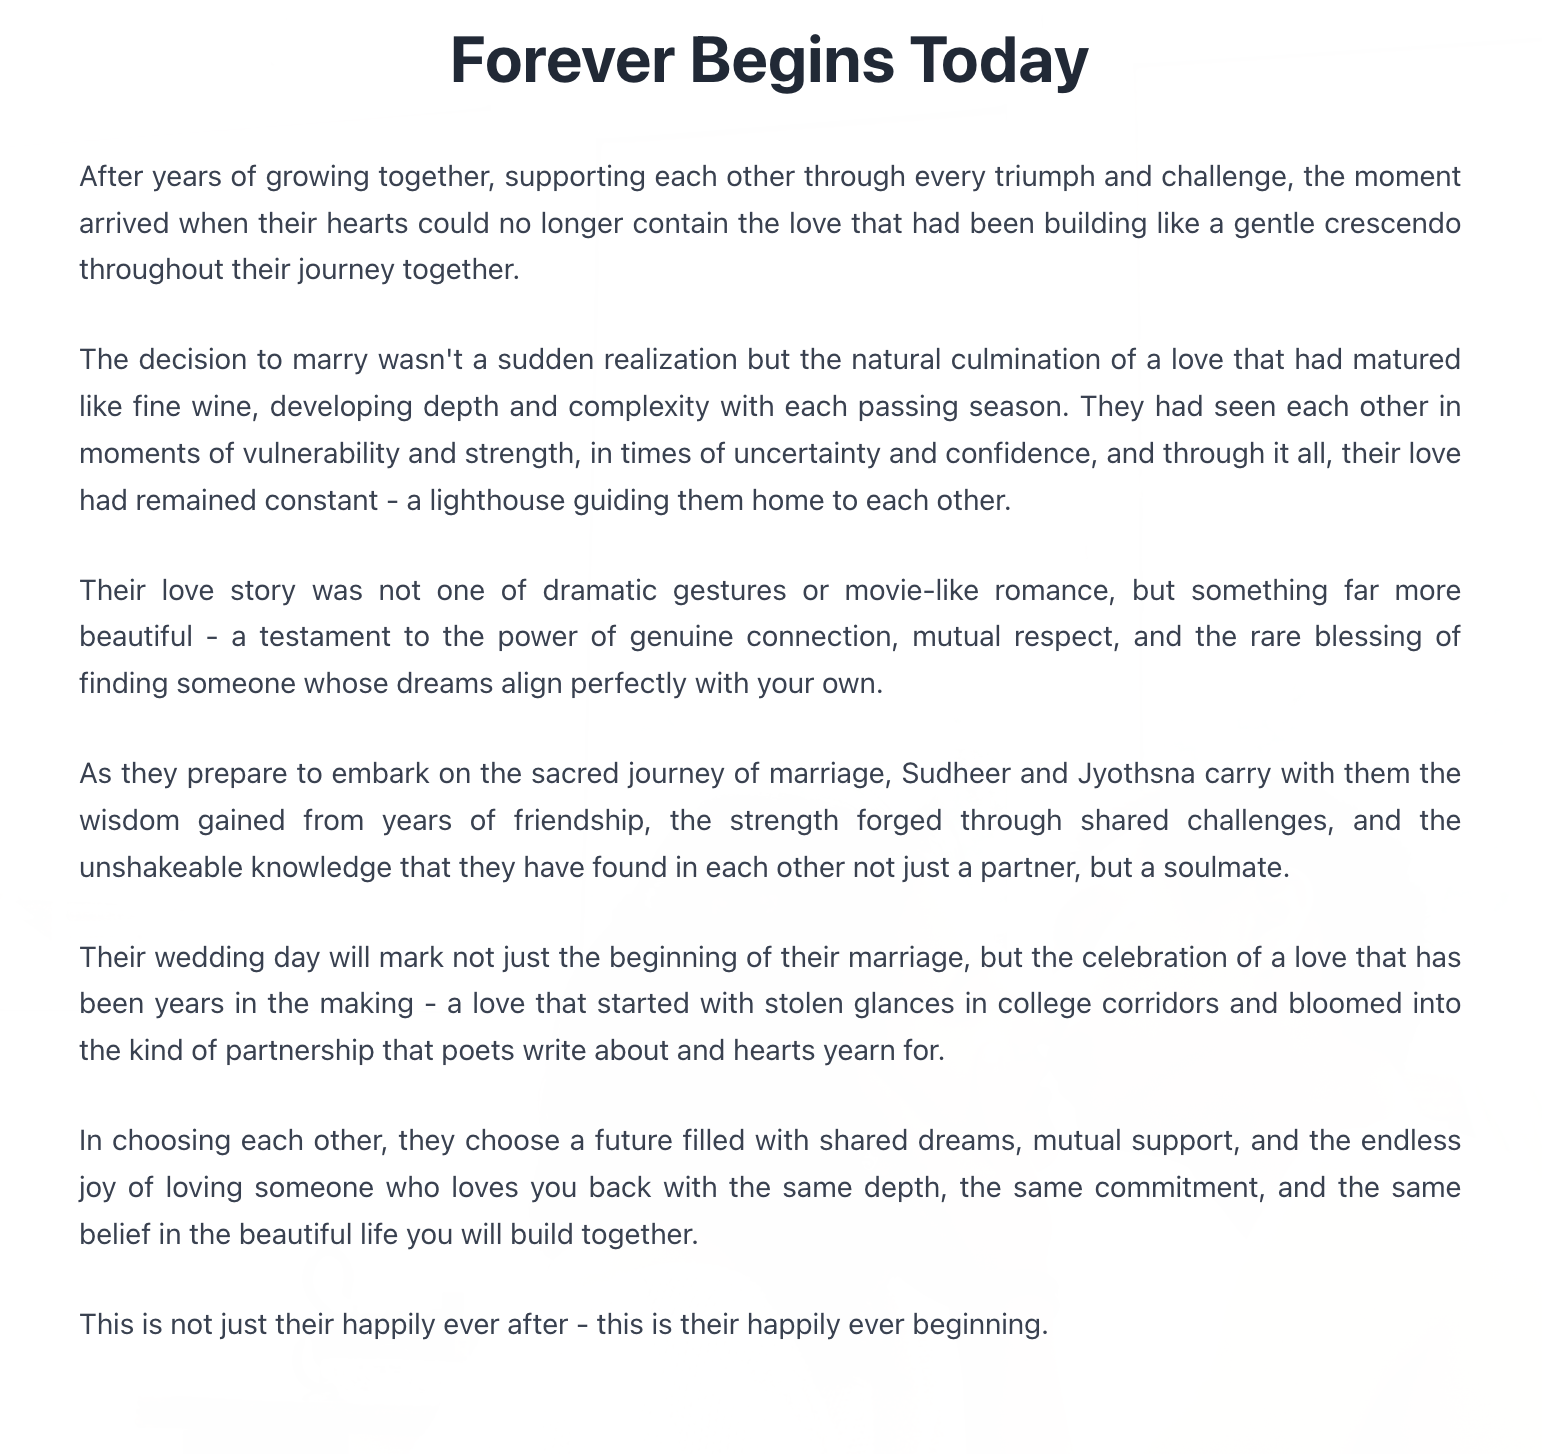 Forever Begins Today
After years of growing together, supporting each other through every triumph and challenge, the moment
arrived when their hearts could no longer contain the love that had been building like a gentle crescendo
throughout their journey together.
The decision to marry wasn't a sudden realization but the natural culmination of a love that had matured
like fine wine, developing depth and complexity with each passing season. They had seen each other in
moments of vulnerability and strength, in times of uncertainty and confidence, and through it all, their love
had remained constant - a lighthouse guiding them home to each other.
Their love story was not one of dramatic gestures or movie-like romance, but something far more
beautiful - a testament to the power of genuine connection, mutual respect, and the rare blessing of
finding someone whose dreams align perfectly with your own.
As they prepare to embark on the sacred journey of marriage, Sudheer and Jyothsna carry with them the
wisdom gained from years of friendship, the strength forged through shared challenges, and the
unshakeable knowledge that they have found in each other not just a partner, but a soulmate.
Their wedding day will mark not just the beginning of their marriage, but the celebration of a love that has
been years in the making - a love that started with stolen glances in college corridors and bloomed into
the kind of partnership that poets write about and hearts yearn for.
In choosing each other, they choose a future filled with shared dreams, mutual support, and the endless
joy of loving someone who loves you back with the same depth, the same commitment, and the same
belief in the beautiful life you will build together.
This is not just their happily ever after - this is their happily ever beginning.